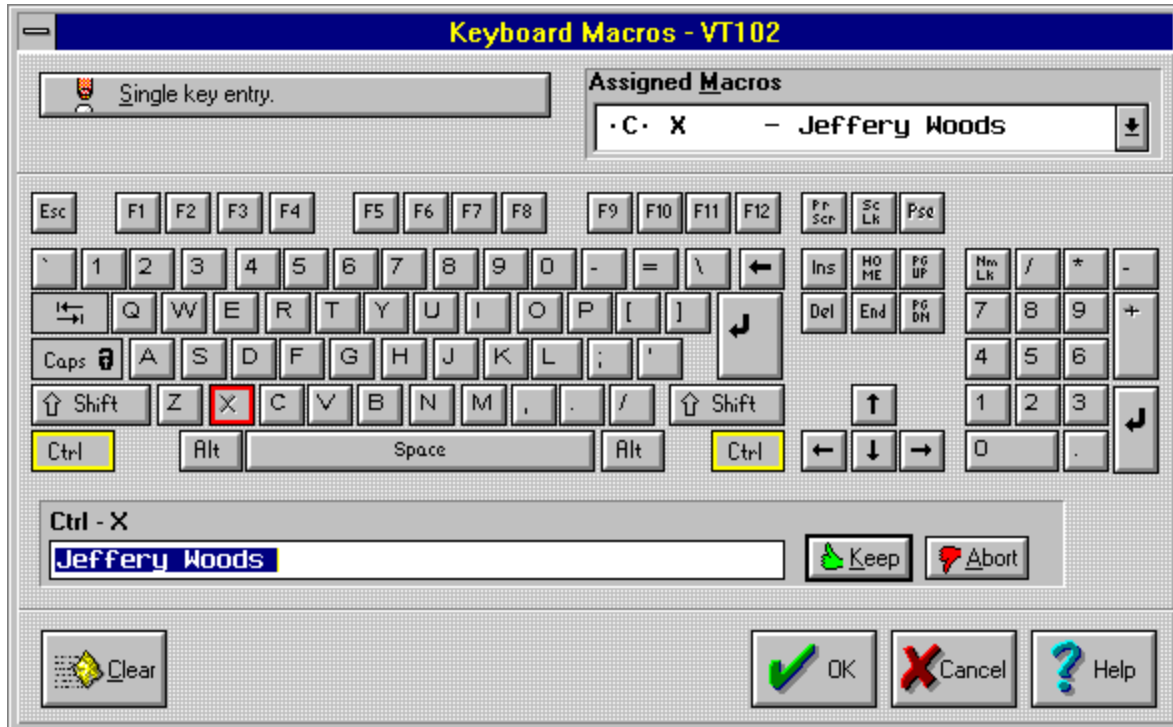 Keyboard Macros - VT102
Single key entry.
Assigned Macros
·C· X - Jeffery Woods
Esc F1 F2 F3 F4 F5 F6 F7 F8 F9 F10 F11 F12 Pr Scr Sc Lk Pse
` 1 2 3 4 5 6 7 8 9 0 - = \ Ins HO ME PG UP Nm Lk / * -
Q W E R T Y U I O P [ ] Del End PG DN 7 8 9 +
Caps A S D F G H J K L ; ' 4 5 6
Shift Z X C V B N M , . / Shift 1 2 3
Ctrl Alt Space Alt Ctrl 0 .
Ctrl - X
Jeffery Woods
Keep Abort
Clear OK Cancel Help